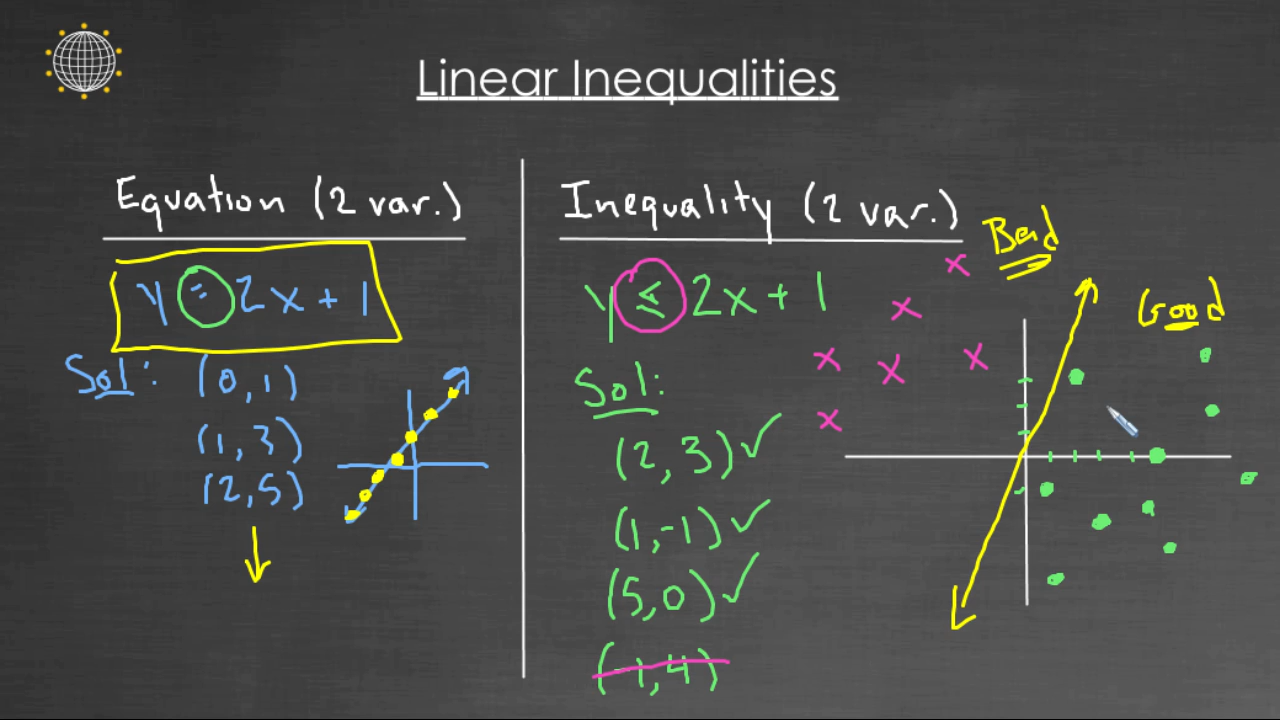 Linear Inequalities
Equation (2 var.)
y = 2x + 1
Sol: (0,1)
(1,3)
(2,5)
Inequality (2 var.)
y < 2x + 1
Sol:
(2,3) ✓
(1,-1) ✓
(5,0) ✓
(-1,4)
Bad
Good